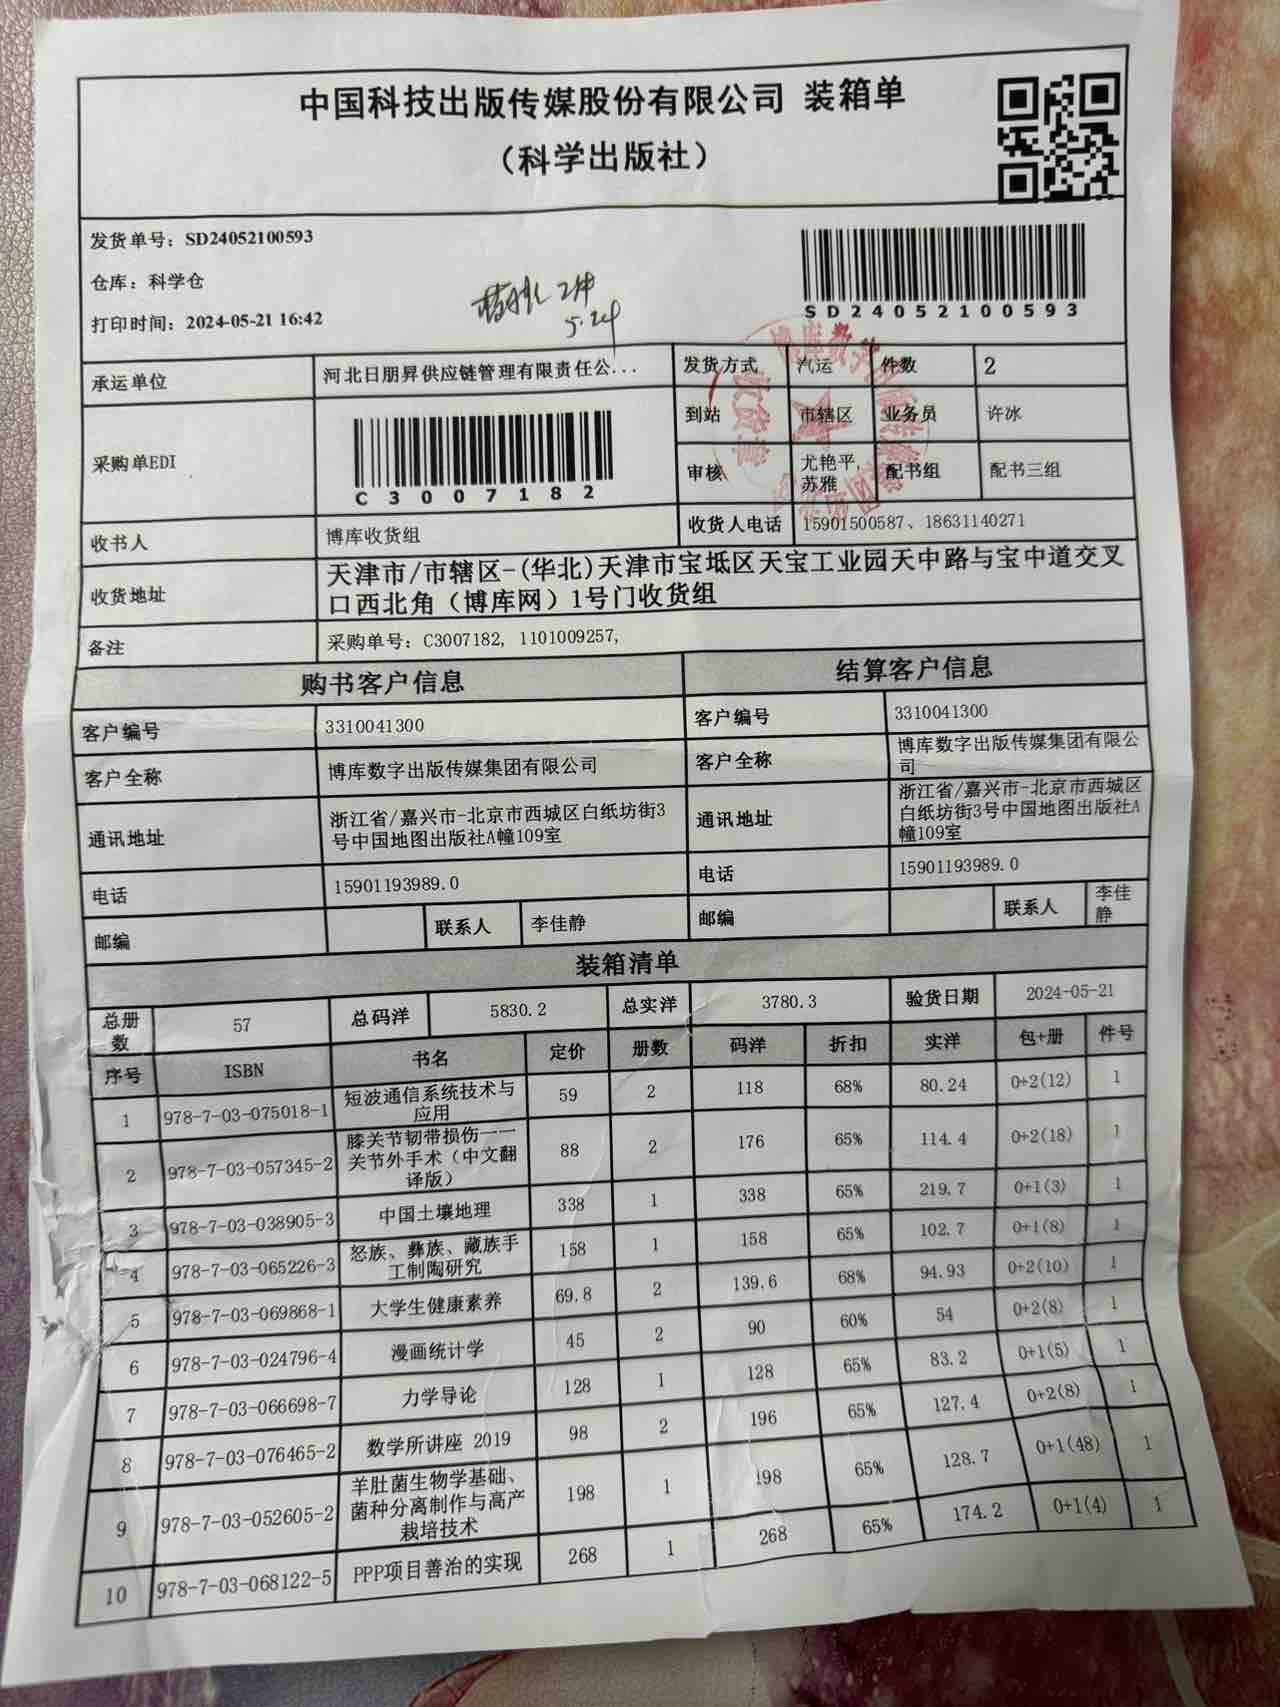 中国科技出版传媒股份有限公司 装箱单
（科学出版社）
发货单号：SD24052100593
仓库：科学仓
打印时间：2024-05-21 16:42
2件
5.24
SD24052100593
承运单位 河北日朋昇供应链管理有限责任公... 发货方式 汽运 件数 2
到站 市辖区 业务员 许冰
采购单EDI C3007182
审核 尤艳平,苏雅 配书组 配书三组
收书人 博库收货组 收货人电话 15901500587、18631140271
收货地址 天津市/市辖区-(华北)天津市宝坻区天宝工业园天中路与宝中道交叉
口西北角（博库网）1号门收货组
备注 采购单号：C3007182, 1101009257,
购书客户信息 结算客户信息
客户编号 3310041300 客户编号 3310041300
客户全称 博库数字出版传媒集团有限公司 客户全称 博库数字出版传媒集团有限公司
通讯地址 浙江省/嘉兴市-北京市西城区白纸坊街3号中国地图出版社A幢109室 通讯地址 浙江省/嘉兴市-北京市西城区白纸坊街3号中国地图出版社A幢109室
电话 15901193989.0 电话 15901193989.0
邮编 联系人 李佳静 邮编 联系人 李佳静
装箱清单
总册数 57 总码洋 5830.2 总实洋 3780.3 验货日期 2024-05-21
序号 ISBN 书名 定价 册数 码洋 折扣 实洋 包+册 件号
1 978-7-03-075018-1 短波通信系统技术与应用 59 2 118 68% 80.24 0+2(12) 1
2 978-7-03-057345-2 膝关节韧带损伤——关节外手术（中文翻译版） 88 2 176 65% 114.4 0+2(18) 1
3 978-7-03-038905-3 中国土壤地理 338 1 338 65% 219.7 0+1(3) 1
4 978-7-03-065226-3 怒族、彝族、藏族手工制陶研究 158 1 158 65% 102.7 0+1(8) 1
5 978-7-03-069868-1 大学生健康素养 69.8 2 139.6 68% 94.93 0+2(10) 1
6 978-7-03-024796-4 漫画统计学 45 2 90 60% 54 0+2(8) 1
7 978-7-03-066698-7 力学导论 128 1 128 65% 83.2 0+1(5) 1
8 978-7-03-076465-2 数学所讲座 2019 98 2 196 65% 127.4 0+2(8) 1
9 978-7-03-052605-2 羊肚菌生物学基础、菌种分离制作与高产栽培技术 198 1 198 65% 128.7 0+1(48) 1
10 978-7-03-068122-5 PPP项目善治的实现 268 1 268 65% 174.2 0+1(4) 1